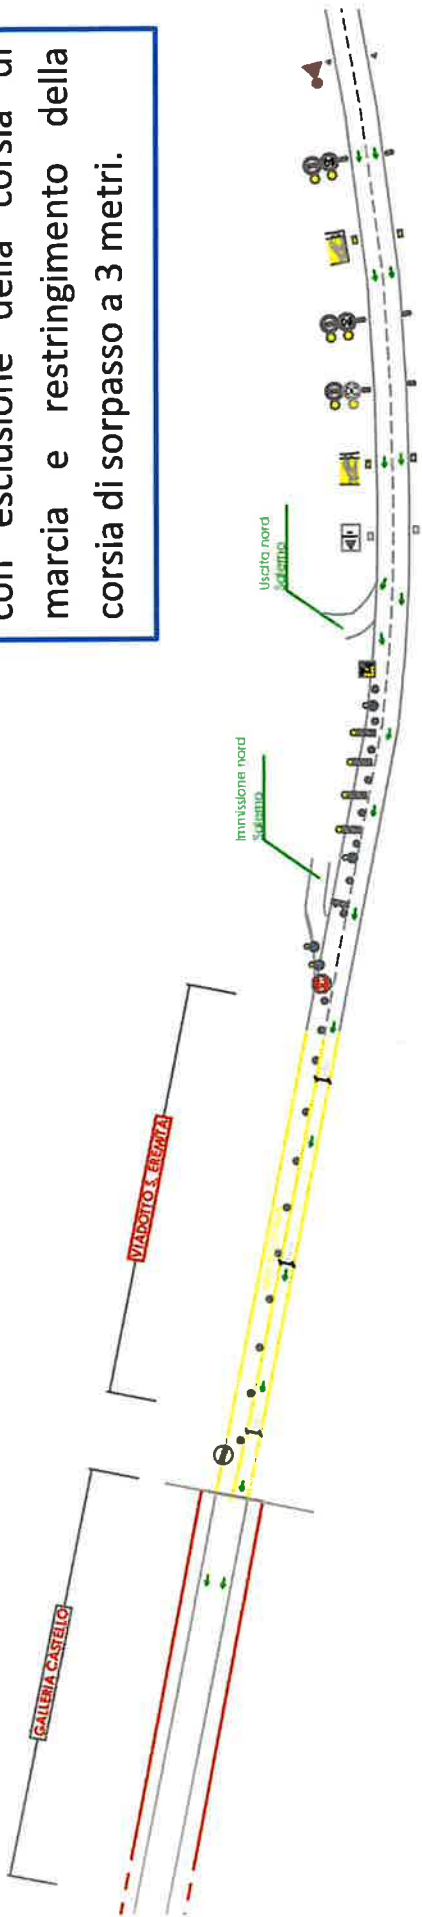 con esclusione della corsia di
marcia e restringimento della
corsia di sorpasso a 3 metri.
Uscita nord
Salerno
Immissione nord
Salerno
VIADOTTO S. EREMITA
GALLERIA CASTELLO